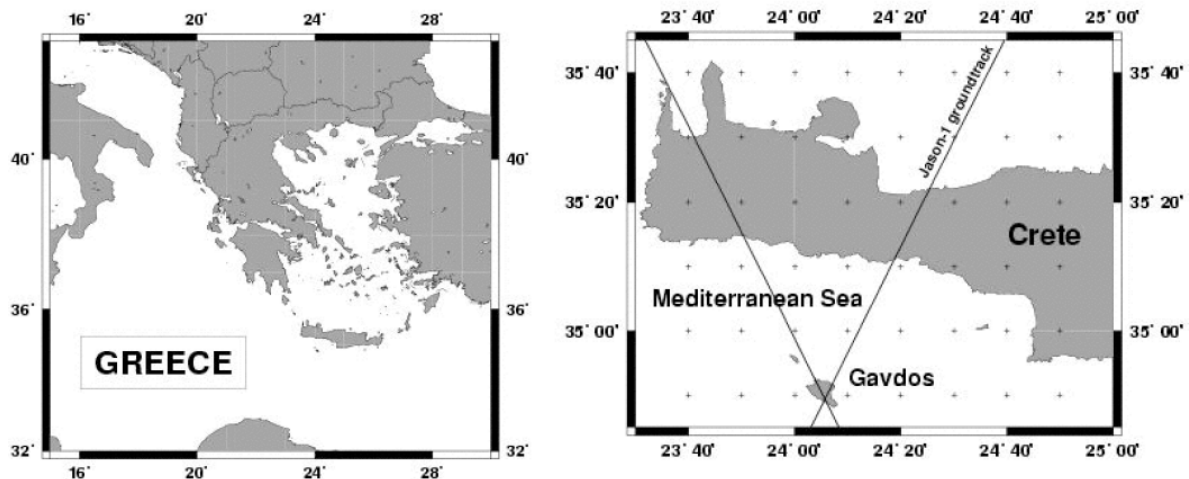 16˚ 20˚ 24˚ 28˚
40˚ 40˚
36˚ 36˚
32˚ 32˚
GREECE
16˚ 20˚ 24˚ 28˚
23˚ 40' 24˚ 00' 24˚ 20' 24˚ 40' 25˚ 00'
35˚ 40' 35˚ 40'
Jason-1 groundtrack
35˚ 20' 35˚ 20'
Crete
Mediterranean Sea
35˚ 00' 35˚ 00'
Gavdos
23˚ 40' 24˚ 00' 24˚ 20' 24˚ 40' 25˚ 00'